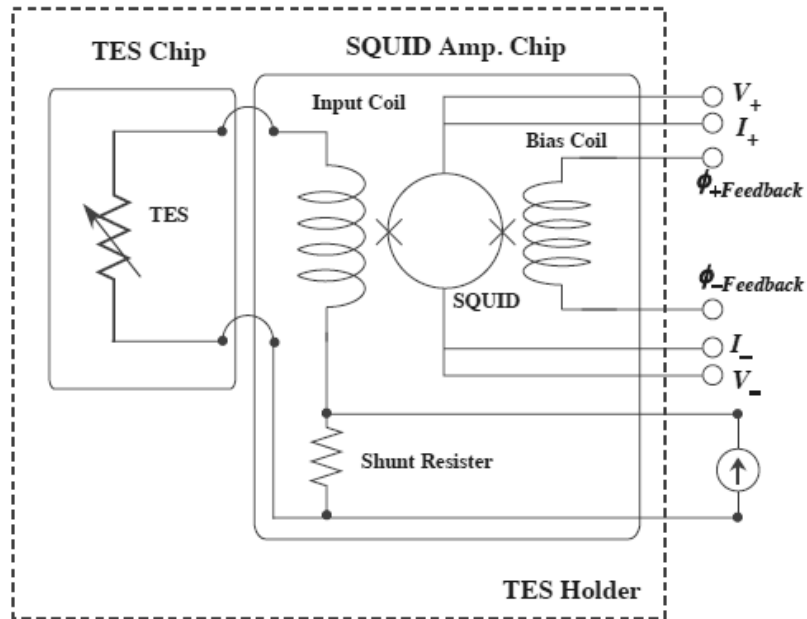 TES Chip
SQUID Amp. Chip
Input Coil
V+
I+
Bias Coil
ϕ+Feedback
TES
ϕ−Feedback
SQUID
I−
V−
Shunt Resister
TES Holder